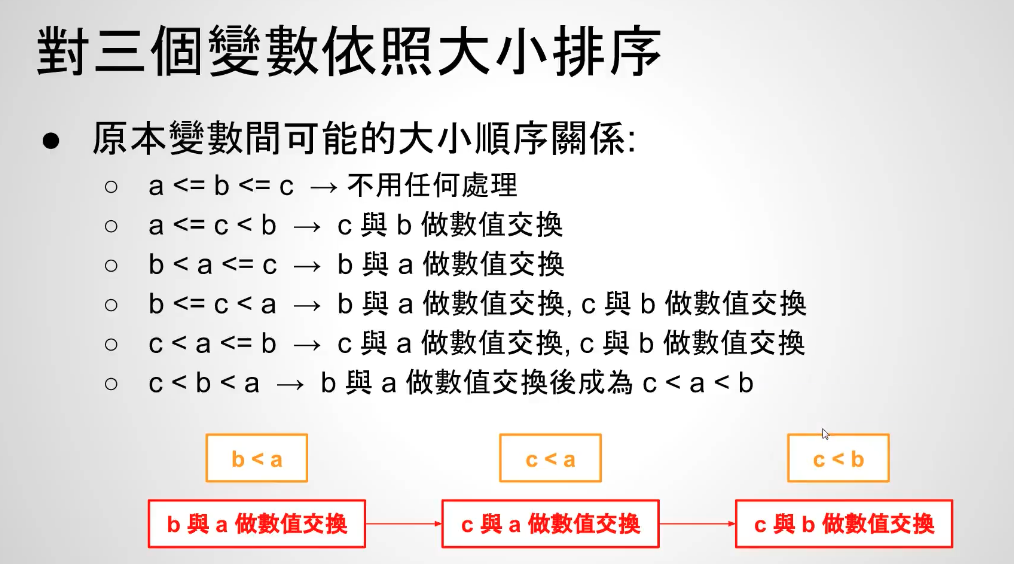 對三個變數依照大小排序
● 原本變數間可能的大小順序關係:
○ a <= b <= c → 不用任何處理
○ a <= c < b → c 與 b 做數值交換
○ b < a <= c → b 與 a 做數值交換
○ b <= c < a → b 與 a 做數值交換, c 與 b 做數值交換
○ c < a <= b → c 與 a 做數值交換, c 與 b 做數值交換
○ c < b < a → b 與 a 做數值交換後成為 c < a < b
b < a
c < a
c < b
b 與 a 做數值交換
c 與 a 做數值交換
c 與 b 做數值交換